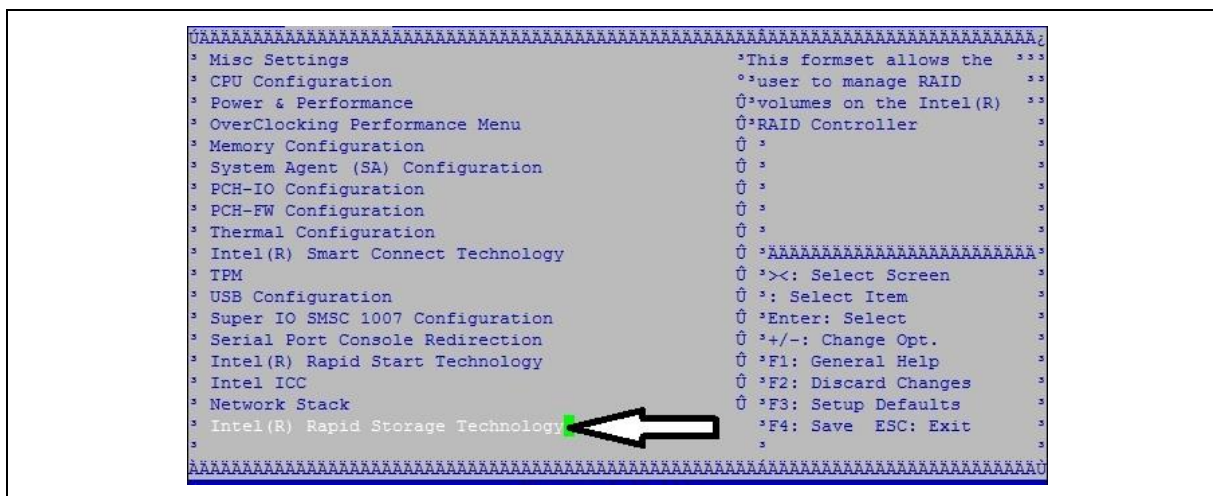 Misc Settings
CPU Configuration
Power & Performance
OverClocking Performance Menu
Memory Configuration
System Agent (SA) Configuration
PCH-IO Configuration
PCH-FW Configuration
Thermal Configuration
Intel(R) Smart Connect Technology
TPM
USB Configuration
Super IO SMSC 1007 Configuration
Serial Port Console Redirection
Intel(R) Rapid Start Technology
Intel ICC
Network Stack
Intel(R) Rapid Storage Technology
This formset allows the
user to manage RAID
volumes on the Intel(R)
RAID Controller
><: Select Screen
: Select Item
Enter: Select
+/-: Change Opt.
F1: General Help
F2: Discard Changes
F3: Setup Defaults
F4: Save ESC: Exit